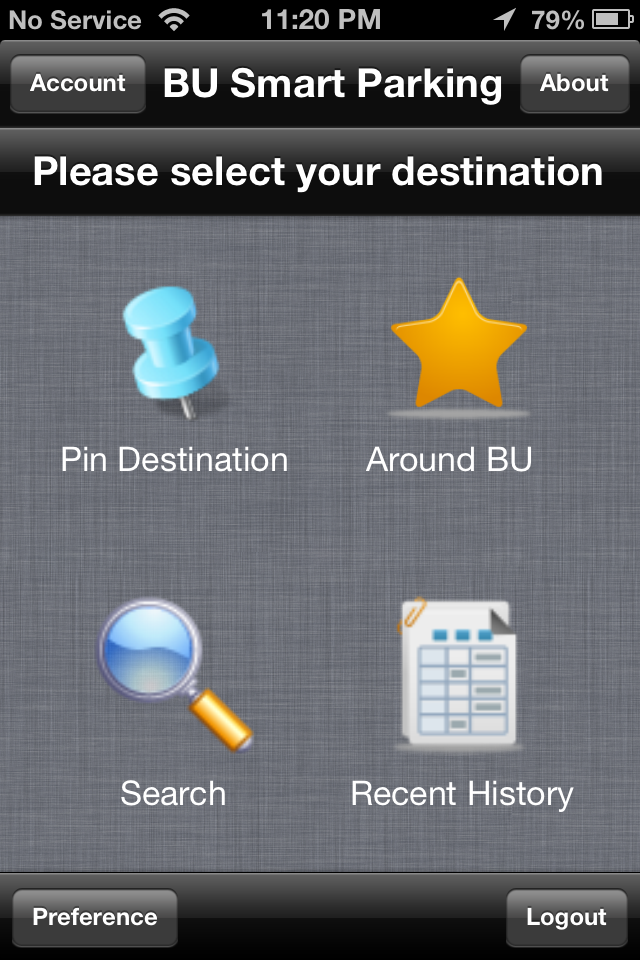 No Service 11:20 PM 79%
Account BU Smart Parking About
Please select your destination
Pin Destination Around BU
Search Recent History
Preference Logout